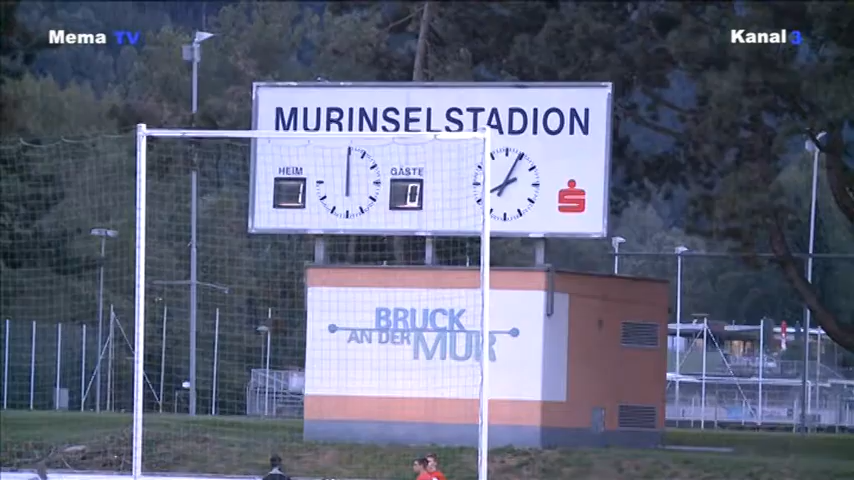 Mema TV
Kanal 3
MURINSELSTADION
HEIM
GÄSTE
1
0
S
BRUCK
AN DER
MUR